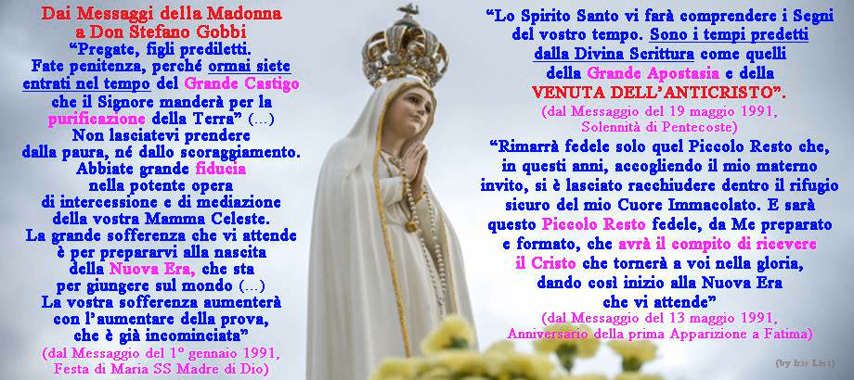 Dai Messaggi della Madonna
a Don Stefano Gobbi
“Pregate, figli prediletti.
Fate penitenza, perché ormai siete
entrati nel tempo del Grande Castigo
che il Signore manderà per la
purificazione della Terra” (...)
Non lasciatevi prendere
dalla paura, né dallo scoraggiamento.
Abbiate grande fiducia
nella potente opera
di intercessione e di mediazione
della vostra Mamma Celeste.
La grande sofferenza che vi attende
è per prepararvi alla nascita
della Nuova Era, che sta
per giungere sul mondo (...)
La vostra sofferenza aumenterà
con l’aumentare della prova,
che è già incominciata”
(dal Messaggio del 1° gennaio 1991,
Festa di Maria SS Madre di Dio)
“Lo Spirito Santo vi farà comprendere i Segni
del vostro tempo. Sono i tempi predetti
dalla Divina Scrittura come quelli
della Grande Apostasia e della
VENUTA DELL’ANTICRISTO”.
(dal Messaggio del 19 maggio 1991,
Solennità di Pentecoste)
“Rimarrà fedele solo quel Piccolo Resto che,
in questi anni, accogliendo il mio materno
invito, si è lasciato racchiudere dentro il rifugio
sicuro del mio Cuore Immacolato. E sarà
questo Piccolo Resto fedele, da Me preparato
e formato, che avrà il compito di ricevere
il Cristo che tornerà a voi nella gloria,
dando così inizio alla Nuova Era
che vi attende”
(dal Messaggio del 13 maggio 1991,
Anniversario della prima Apparizione a Fatima)
(by Iris Lisi)